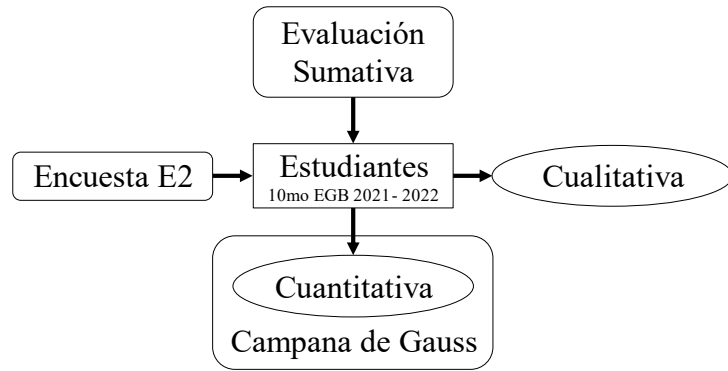 Evaluación
Sumativa
Encuesta E2
Estudiantes
10mo EGB 2021- 2022
Cualitativa
Cuantitativa
Campana de Gauss